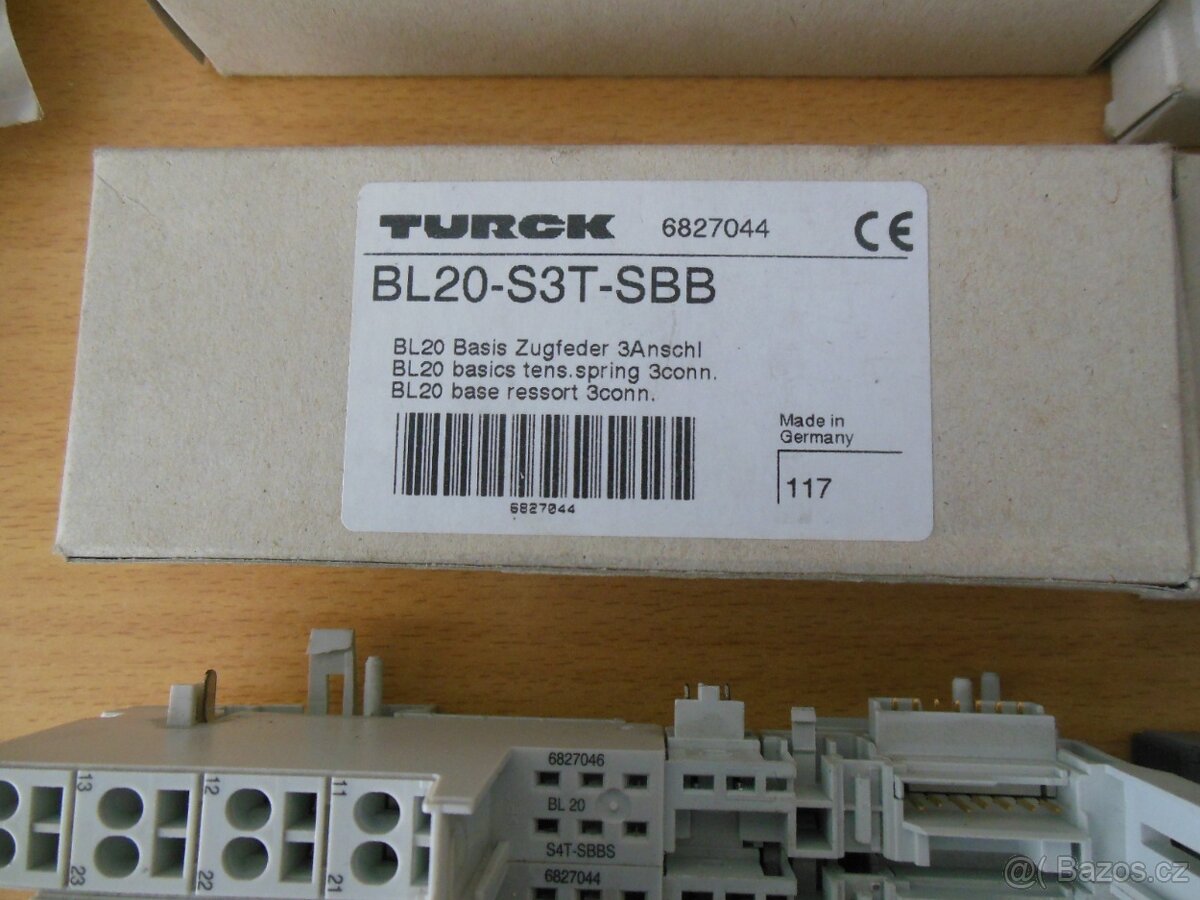 TURCK 6827044 CE
BL20-S3T-SBB
BL20 Basis Zugfeder 3Anschl
BL20 basics tens.spring 3conn.
BL20 base ressort 3conn.
6827044
Made in
Germany
117
6827046
BL 20
S4T-SBBS
6827044
13
12
11
23
22
21
@( Bazos.cz